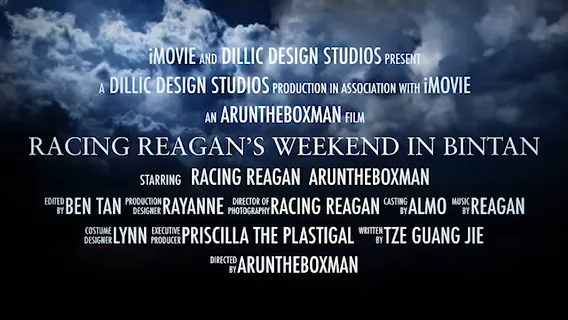 iMOVIE AND DILLIC DESIGN STUDIOS PRESENT
A DILLIC DESIGN STUDIOS PRODUCTION IN ASSOCIATION WITH iMOVIE
AN ARUNTHEBOXMAN FILM
RACING REAGAN'S WEEKEND IN BINTAN
STARRING RACING REAGAN ARUNTHEBOXMAN
EDITED BY BEN TAN PRODUCTION DESIGNER RAYANNE DIRECTOR OF PHOTOGRAPHY RACING REAGAN CASTING BY ALMO MUSIC BY REAGAN
COSTUME DESIGNER LYNN EXECUTIVE PRODUCER PRISCILLA THE PLASTIGAL WRITTEN BY TZE GUANG JIE
DIRECTED BY ARUNTHEBOXMAN